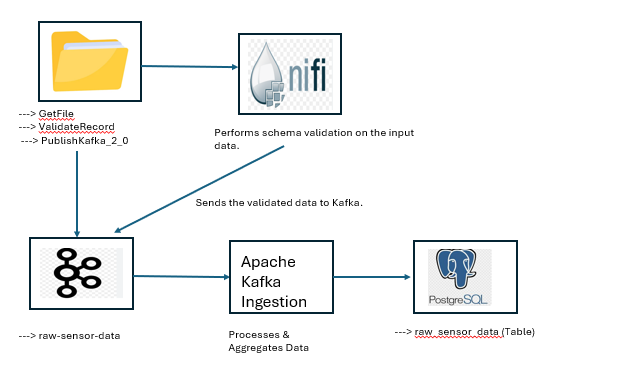 nifi
---> GetFile
---> ValidateRecord
---> PublishKafka_2_0
Performs schema validation on the input
data.
Sends the validated data to Kafka.
Apache
Kafka
Ingestion
PostgreSQL
---> raw-sensor-data
Processes &
Aggregates Data
---> raw_sensor_data (Table)